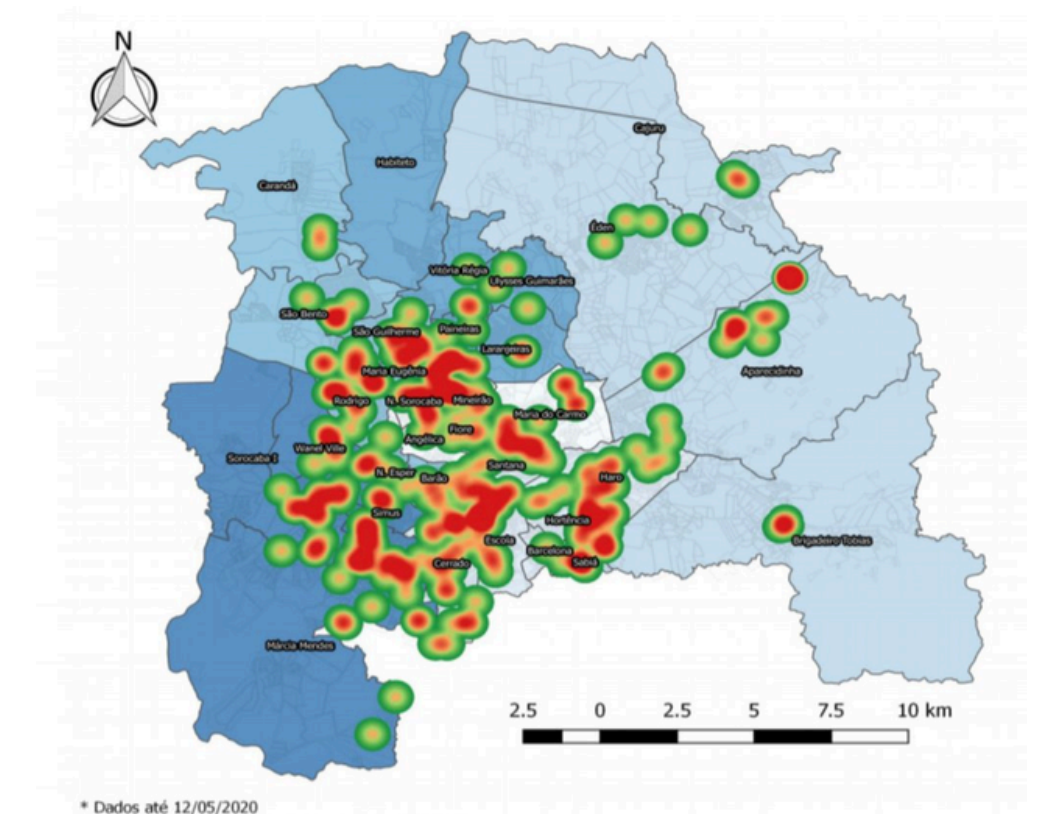 N
Cajuru
Habiteto
Carandá
Éden
Vitória Régia
Ulysses Guimarães
São Bento
São Guilherme
Paineiras
Laranjeiras
Maria Eugênia
Aparecidinha
Rodrigo
N. Sorocaba
Mineirão
Maria do Carmo
Fiore
Angélica
Wanel Ville
Sorocaba I
N. Esper
Barão
Santana
Haro
Simus
Hortência
Escola
Brigadeiro Tobias
Barcelona
Cerrado
Sabiá
Márcia Mendes
2.5 0 2.5 5 7.5 10 km
* Dados até 12/05/2020